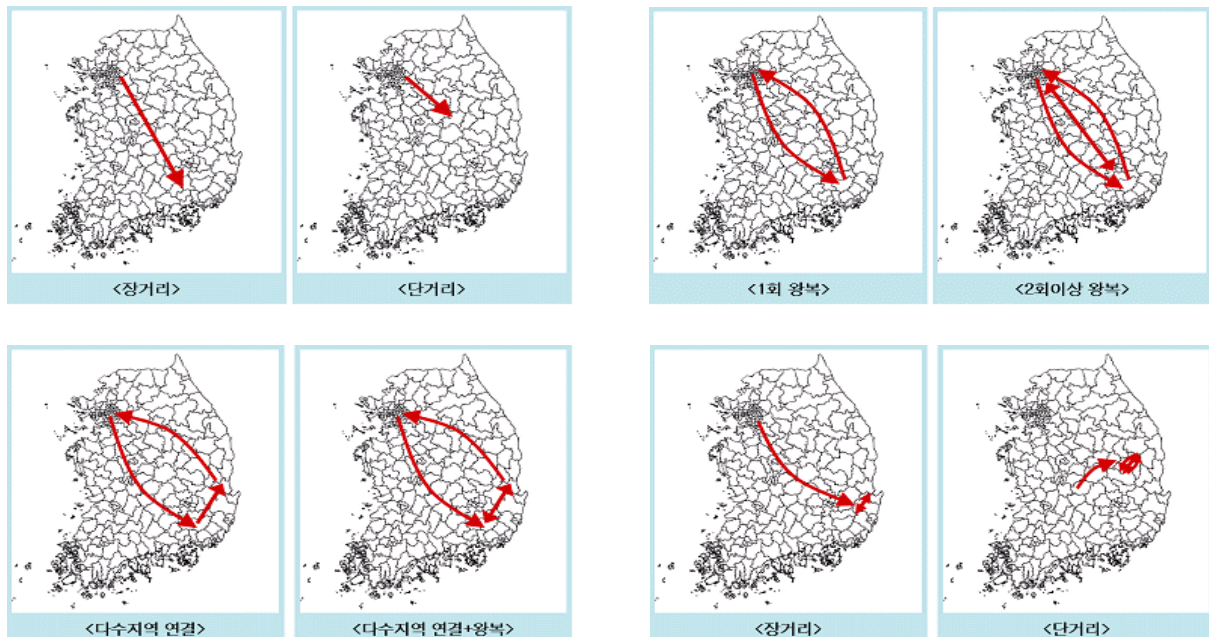 <장거리>
<단거리>
<1회 왕복>
<2회이상 왕복>
<다수지역 연결>
<다수지역 연결+왕복>
<장거리>
<단거리>